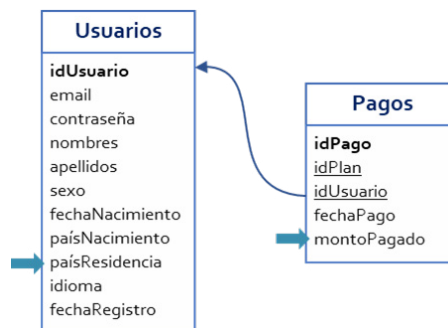 Usuarios
idUsuario
email
contraseña
nombres
apellidos
sexo
fechaNacimiento
paísNacimiento
paísResidencia
idioma
fechaRegistro
Pagos
idPago
idPlan
idUsuario
fechaPago
montoPagado